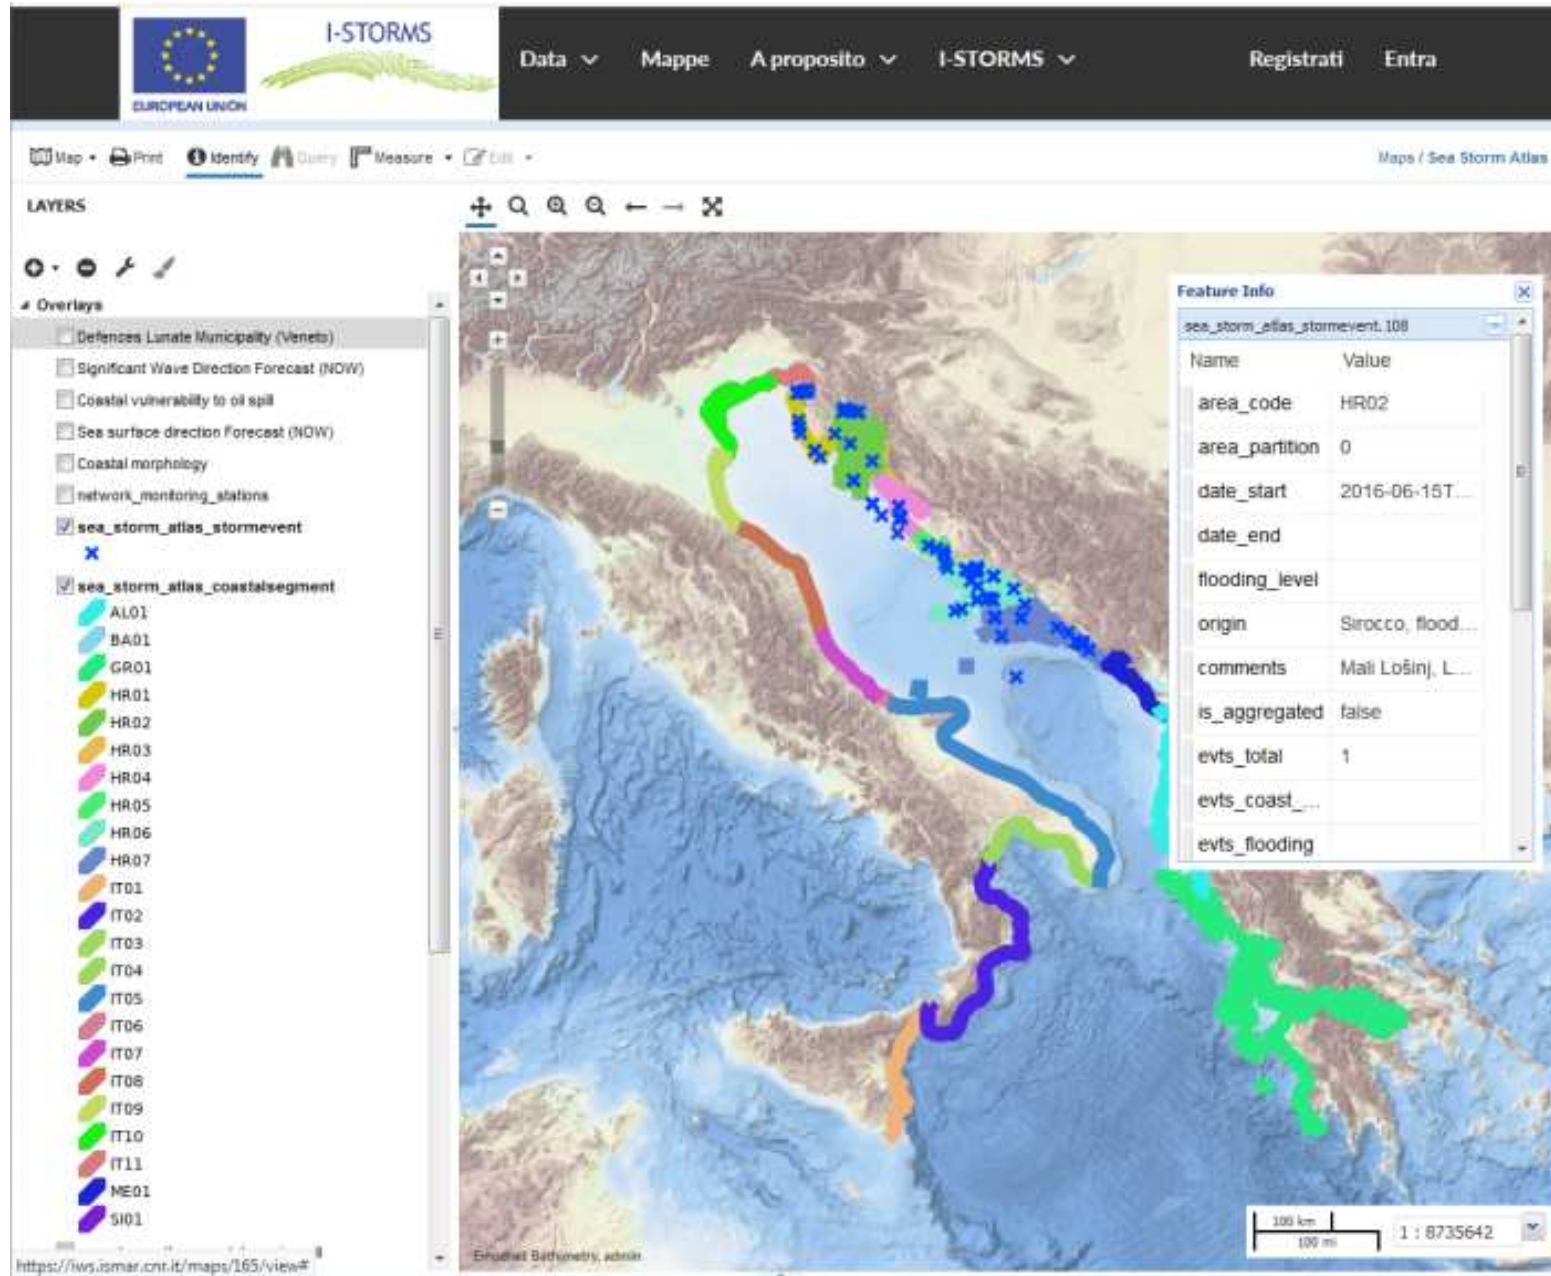 I-STORMS
EUROPEAN UNION
Data Mappe A proposito I-STORMS Registrati Entra
Map Print Identify Query Measure Edit
Maps / Sea Storm Atlas
LAYERS
Overlays
Defences Lunate Municipality (Veneto)
Significant Wave Direction Forecast (NOW)
Coastal vulnerability to oil spill
Sea surface direction Forecast (NOW)
Coastal morphology
network_monitoring_stations
sea_storm_atlas_stormevent
sea_storm_atlas_coastalsegment
AL01
BA01
GR01
HR01
HR02
HR03
HR04
HR05
HR06
HR07
IT01
IT02
IT03
IT04
IT05
IT06
IT07
IT08
IT09
IT10
IT11
ME01
SI01
https://iws.ismar.cnr.it/maps/165/view#
Feature Info
sea_storm_atlas_stormevent.108
Name Value
area_code HR02
area_partition 0
date_start 2016-06-15T...
date_end
flooding_level
origin Sirocco, flood...
comments Mali Lošinj, L...
is_aggregated false
evts_total 1
evts_coast_...
evts_flooding
100 km
100 mi
1 : 8735642
Emodnet Bathymetry, admin